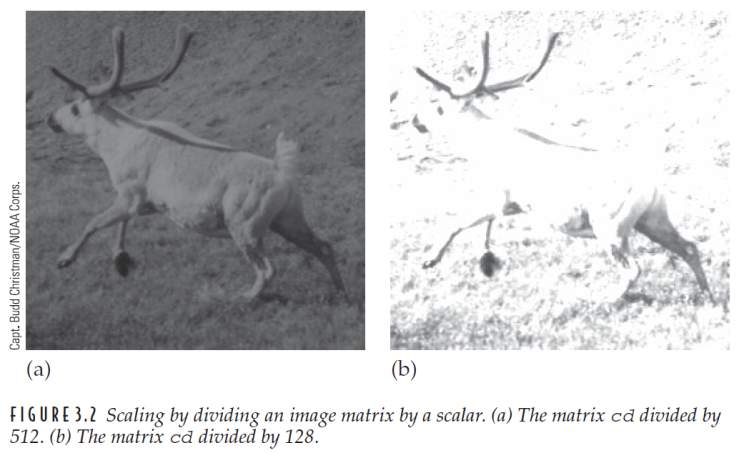 Capt. Budd Christman/NOAA Corps.
(a)
(b)
FIGURE 3.2 Scaling by dividing an image matrix by a scalar. (a) The matrix cd divided by
512. (b) The matrix cd divided by 128.